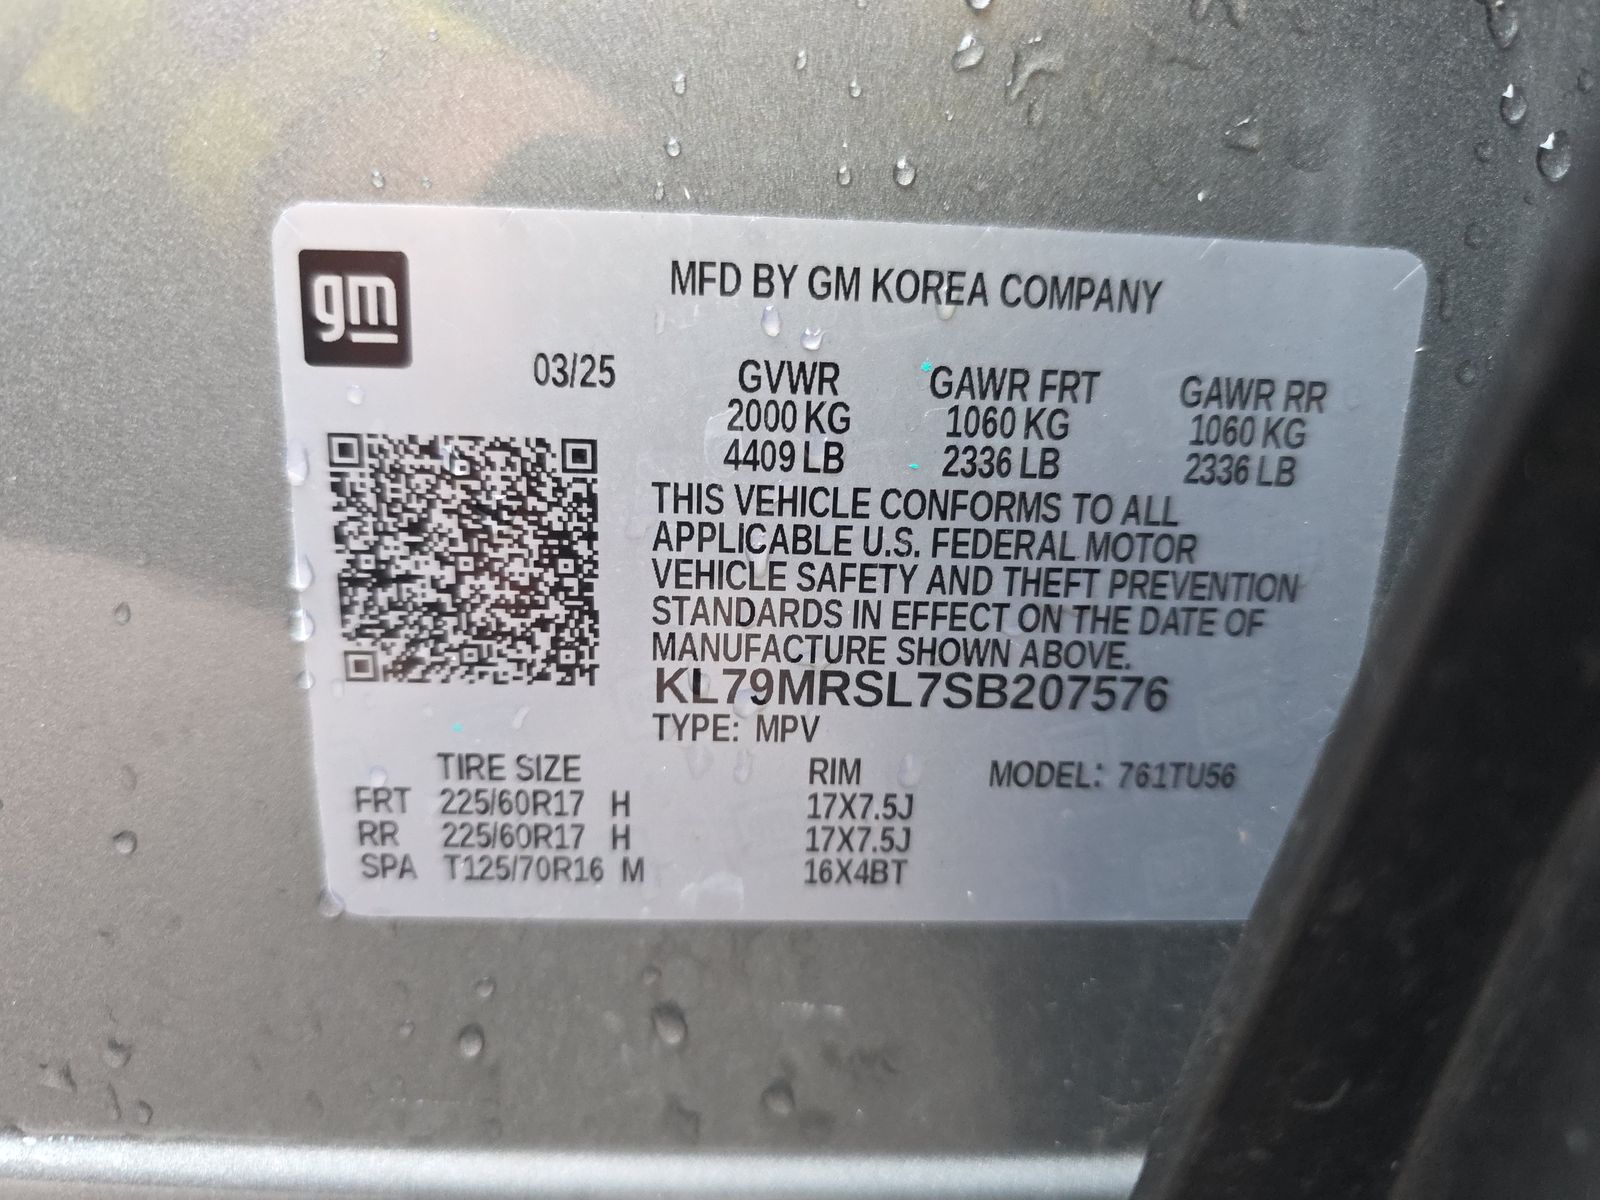 gm
MFD BY GM KOREA COMPANY
03/25 GVWR GAWR FRT GAWR RR
2000 KG 1060 KG 1060 KG
4409 LB 2336 LB 2336 LB
THIS VEHICLE CONFORMS TO ALL
APPLICABLE U.S. FEDERAL MOTOR
VEHICLE SAFETY AND THEFT PREVENTION
STANDARDS IN EFFECT ON THE DATE OF
MANUFACTURE SHOWN ABOVE.
KL79MRSL7SB207576
TYPE: MPV
TIRE SIZE RIM MODEL: 761TU56
FRT 225/60R17 H 17X7.5J
RR 225/60R17 H 17X7.5J
SPA T125/70R16 M 16X4BT